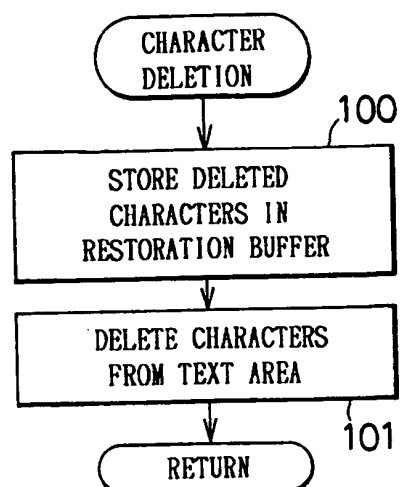 CHARACTER
DELETION
100
STORE DELETED
CHARACTERS IN
RESTORATION BUFFER
DELETE CHARACTERS
FROM TEXT AREA
101
RETURN